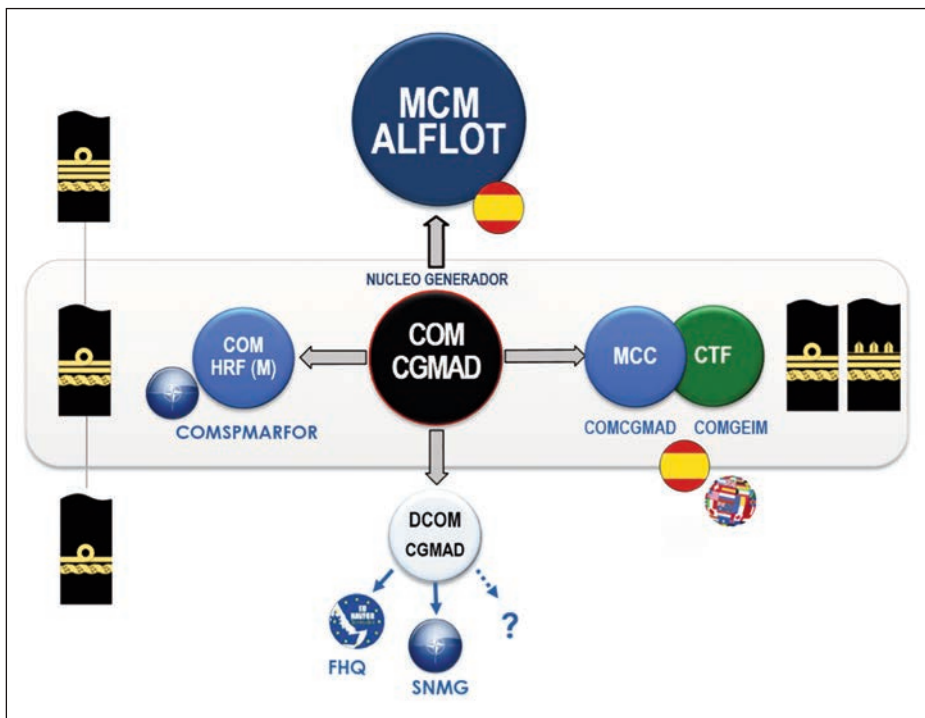 MCM
ALFLOT
NUCLEO GENERADOR
COM
HRF (M)
COMSPMARFOR
COM
CGMAD
MCC
CTF
COMCGMAD
COMGEIM
DCOM
CGMAD
?
FHQ
SNMG